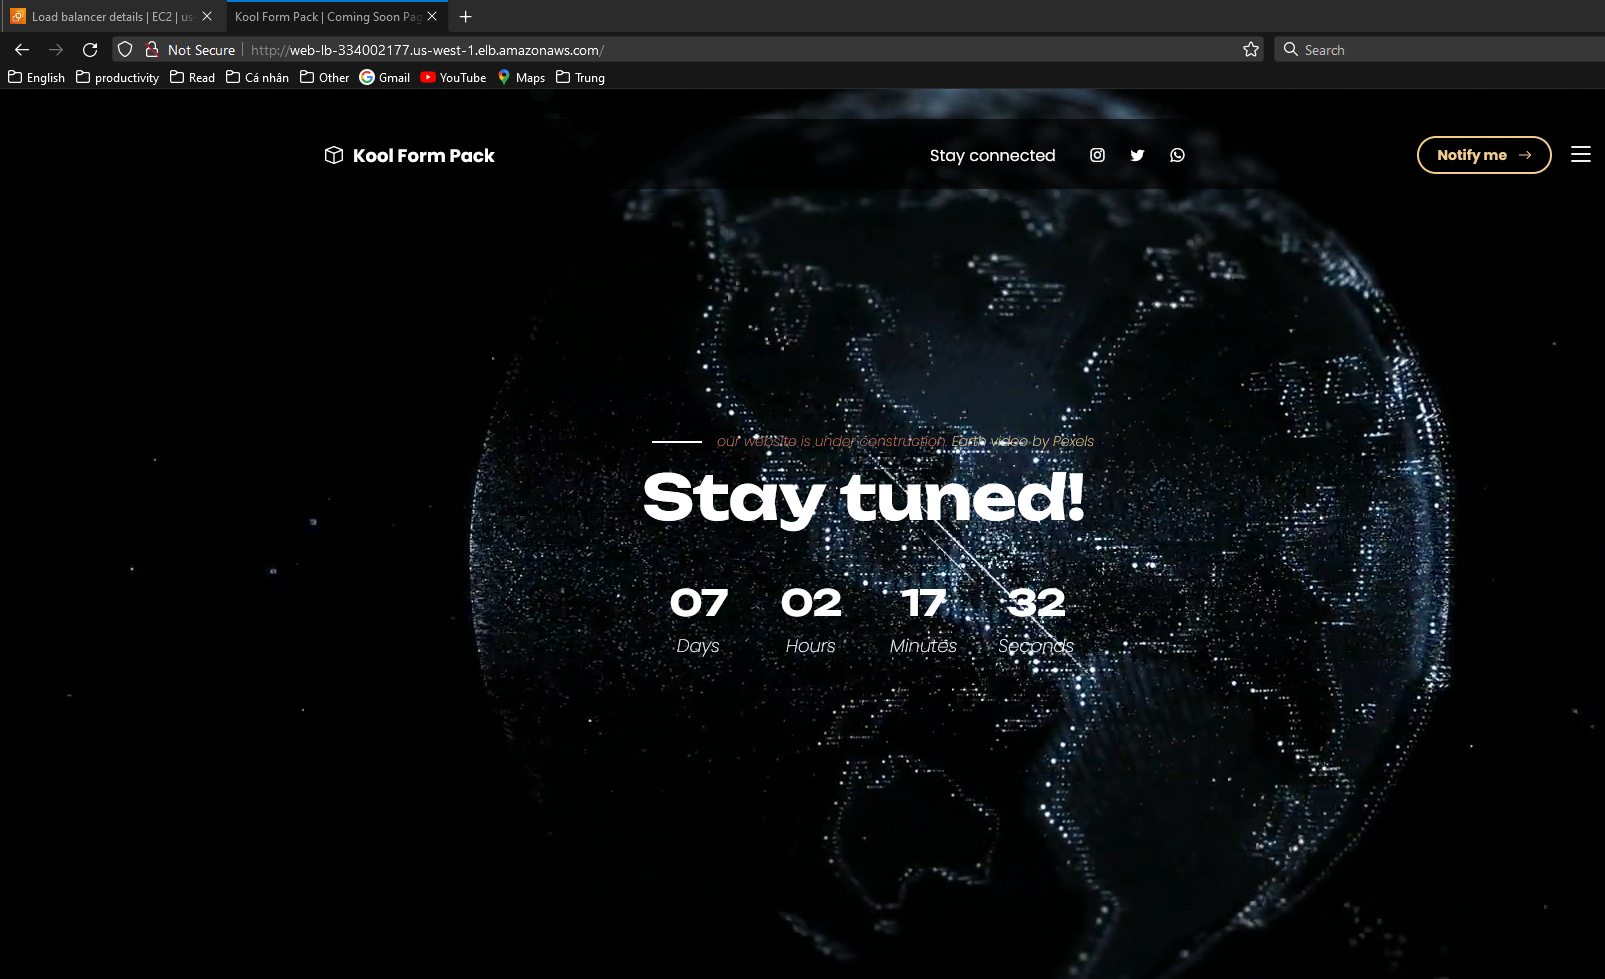 Load balancer details | EC2 | us-
Kool Form Pack | Coming Soon Pag
Not Secure
http://web-lb-334002177.us-west-1.elb.amazonaws.com/
Search
English
productivity
Read
Cá nhân
Other
Gmail
YouTube
Maps
Trung
Kool Form Pack
Stay connected
Notify me
our website is under construction. Earth video by Pexels
Stay tuned!
07 02 17 32
Days Hours Minutes Seconds